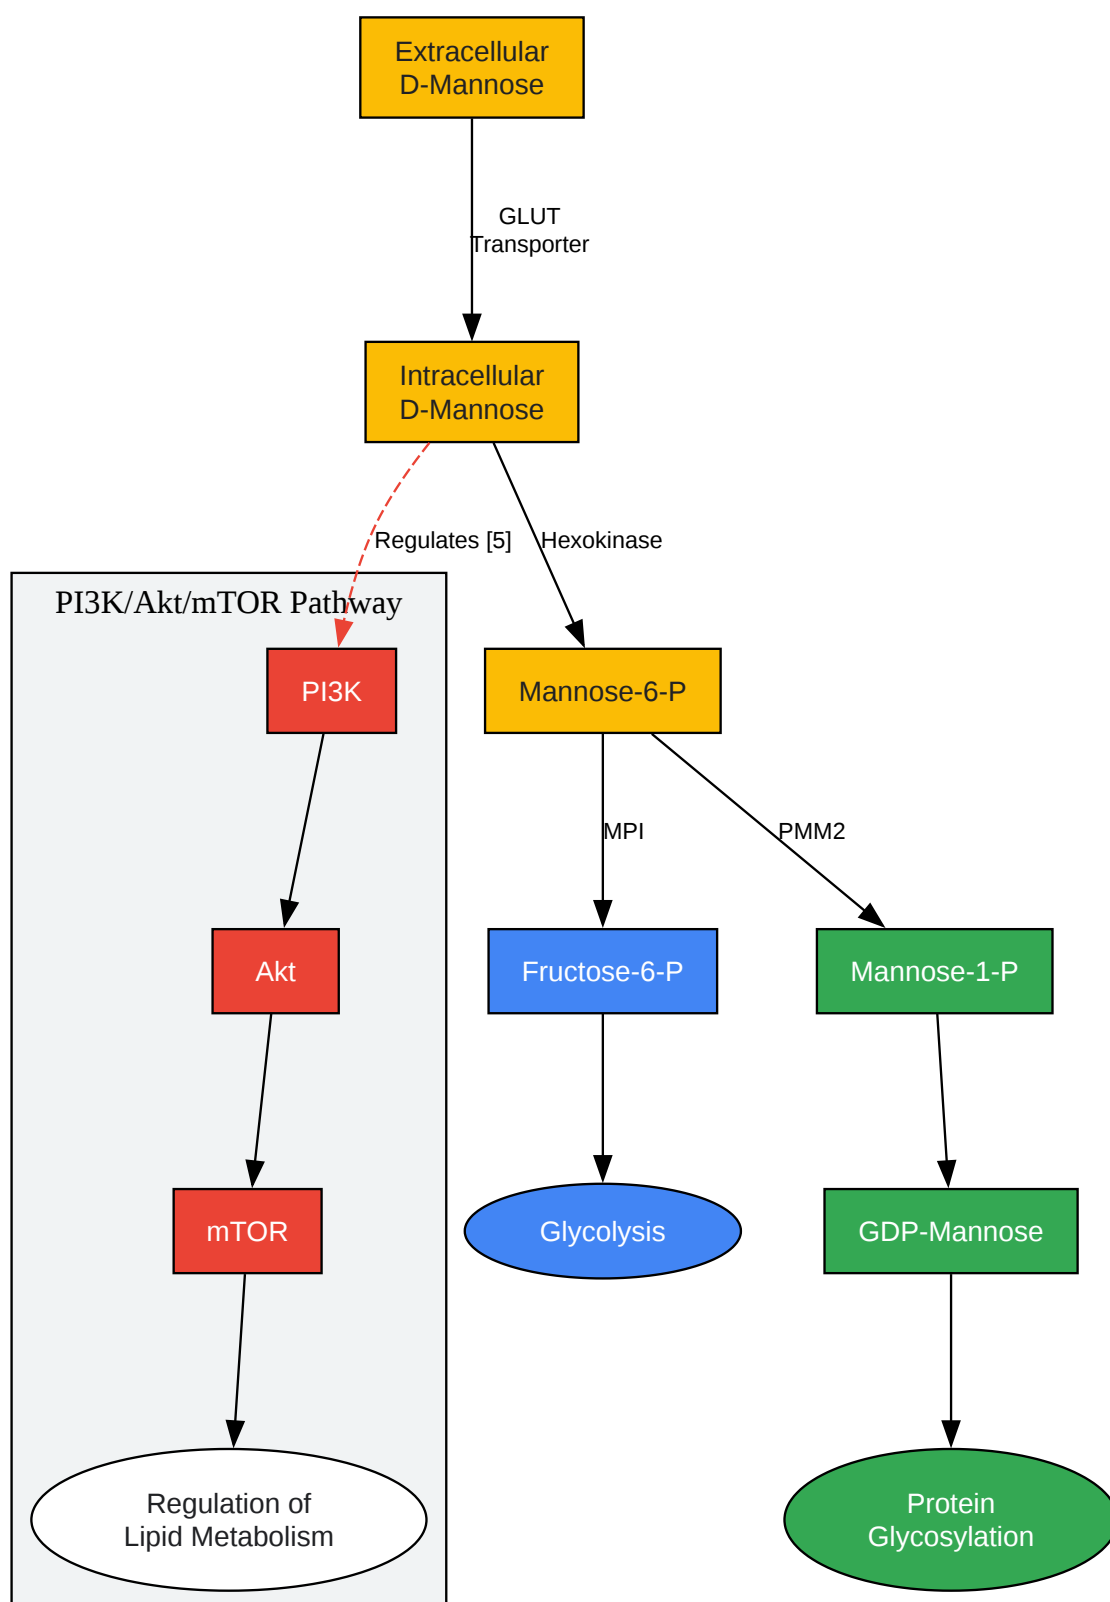 Extracellular
D-Mannose
GLUT
Transporter
Intracellular
D-Mannose
Regulates [5]
Hexokinase
PI3K/Akt/mTOR Pathway
PI3K
Mannose-6-P
MPI
PMM2
Akt
Fructose-6-P
Mannose-1-P
mTOR
Glycolysis
GDP-Mannose
Regulation of
Lipid Metabolism
Protein
Glycosylation